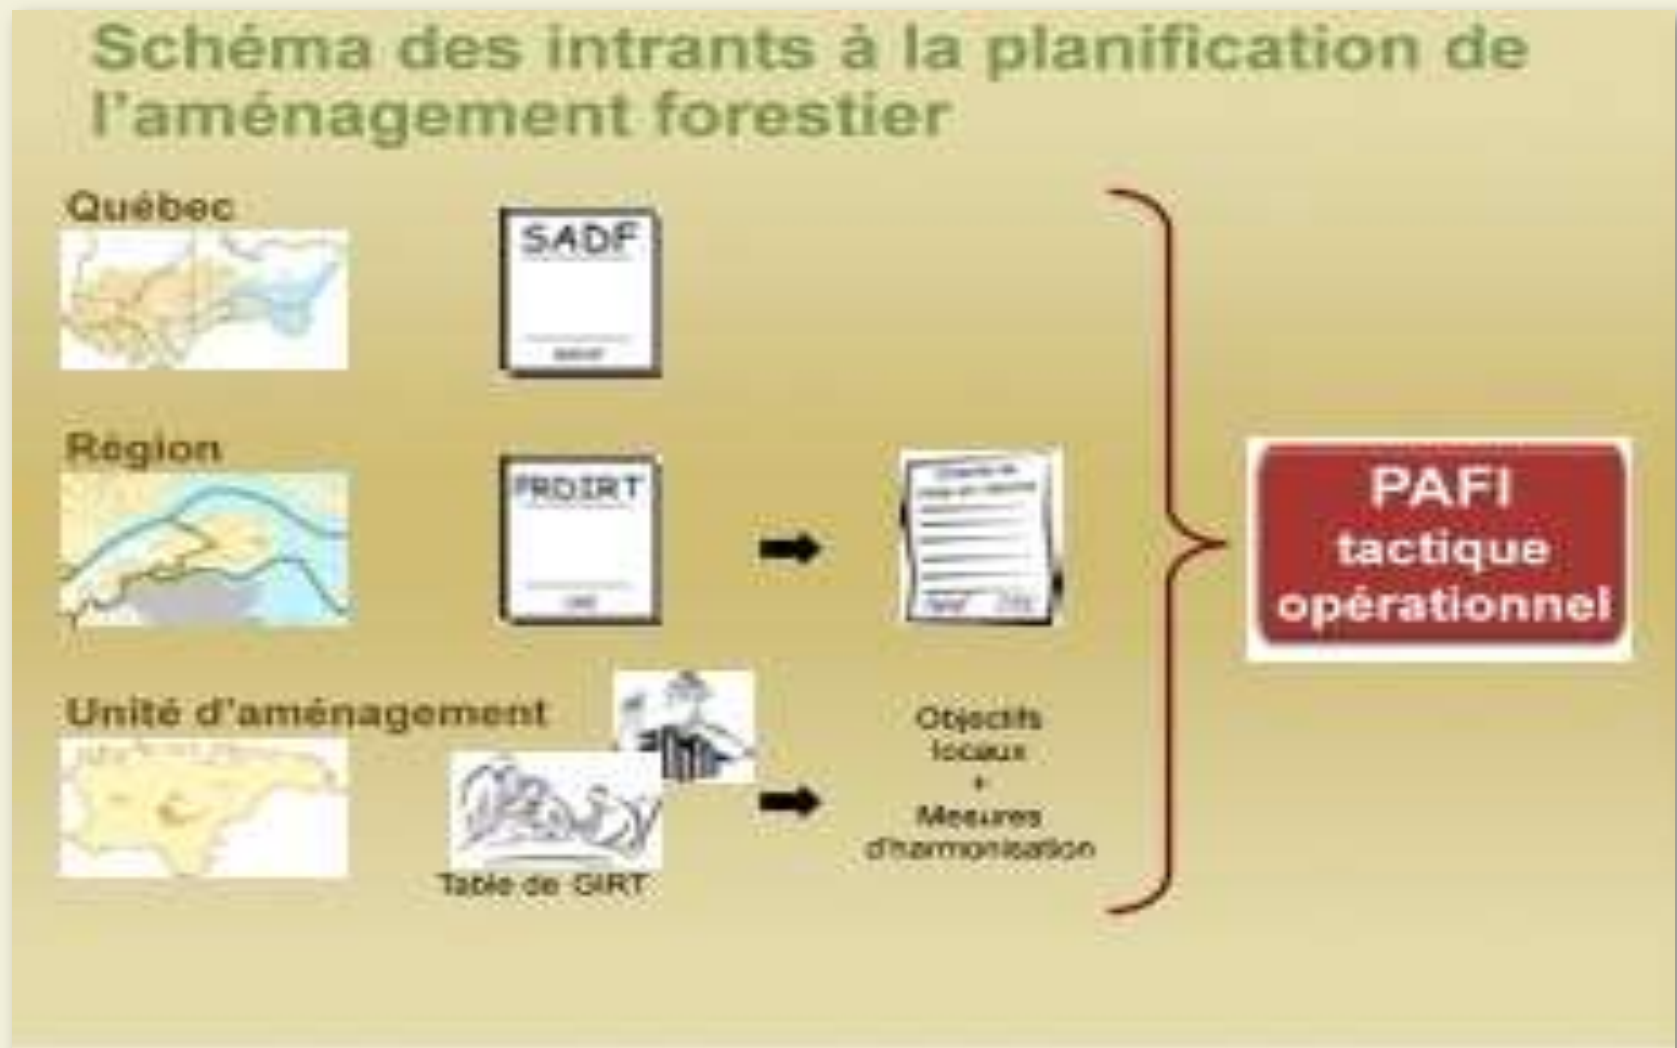 Schéma des intrants à la planification de
l'aménagement forestier
Québec
SADF
Région
PRDIRT
Unité d'aménagement
Table de GIRT
Objectifs
locaux
+
Mesures
d'harmonisation
PAFI
tactique
opérationnel